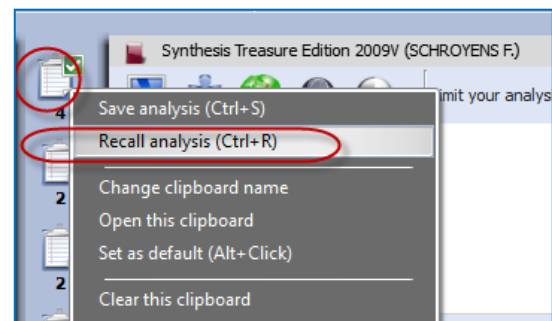 Synthesis Treasure Edition 2009V (SCHROYENS F.)
imit your analys
4
Save analysis (Ctrl+S)
Recall analysis (Ctrl+R)
2
Change clipboard name
Open this clipboard
Set as default (Alt+Click)
2
Clear this clipboard